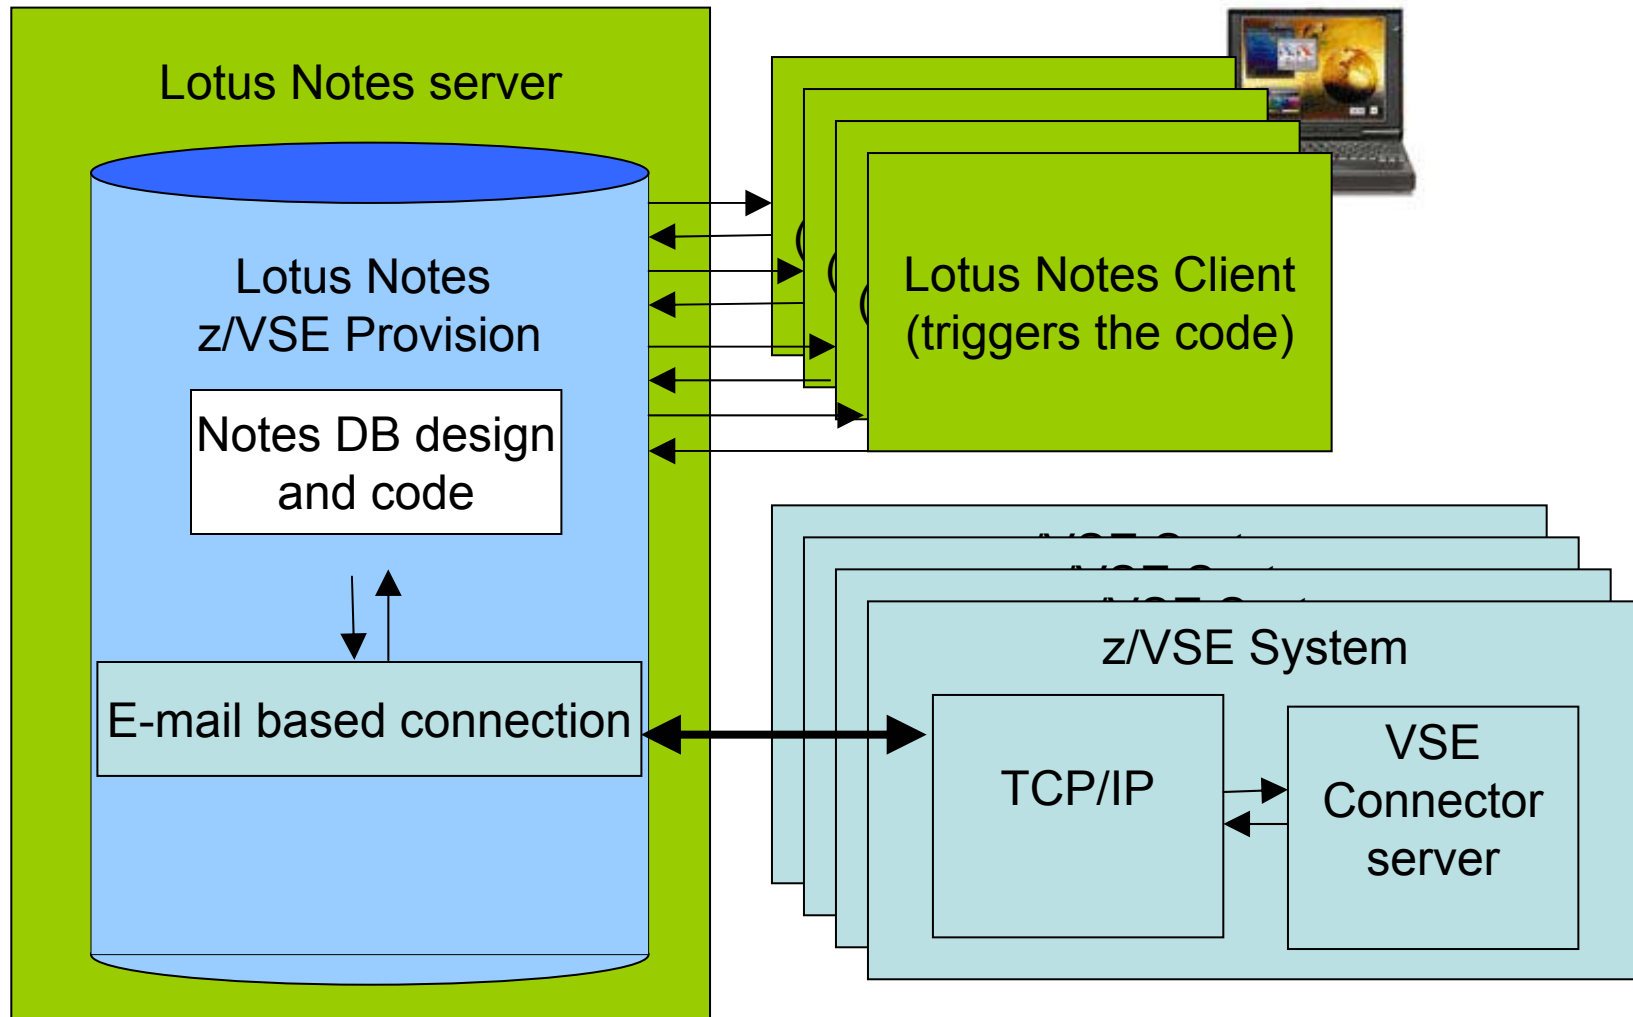 Lotus Notes server
Lotus Notes
z/VSE Provision
Notes DB design
and code
E-mail based connection
Lotus Notes Client
(triggers the code)
z/VSE System
TCP/IP
VSE
Connector
server